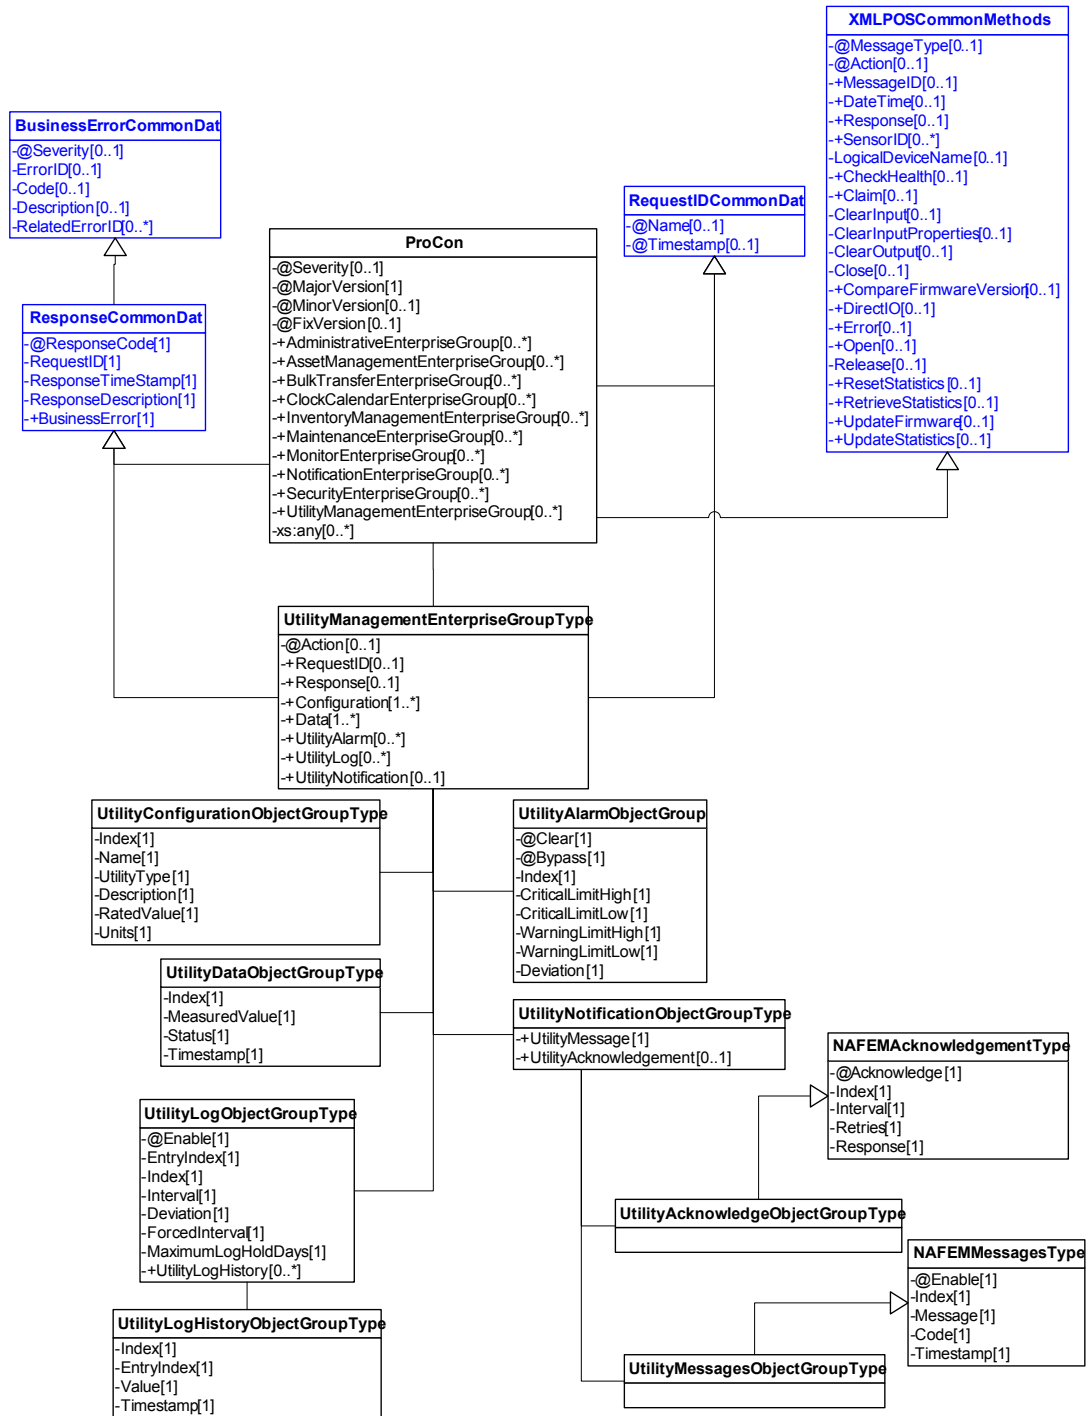 XMLPOSCommonMethods
-@MessageType[0..1]
-@Action[0..1]
-+MessageID[0..1]
-+DateTime[0..1]
-+Response[0..1]
-+SensorID[0..*]
-LogicalDeviceName[0..1]
-+CheckHealth[0..1]
-+Claim[0..1]
-ClearInput[0..1]
-ClearInputProperties[0..1]
-ClearOutput[0..1]
-Close[0..1]
-+CompareFirmwareVersion[0..1]
-+DirectIO[0..1]
-+Error[0..1]
-+Open[0..1]
-Release[0..1]
-+ResetStatistics[0..1]
-+RetrieveStatistics[0..1]
-+UpdateFirmware[0..1]
-+UpdateStatistics[0..1]
BusinessErrorCommonDat
-@Severity[0..1]
-ErrorID[0..1]
-Code[0..1]
-Description[0..1]
-RelatedErrorID[0..*]
RequestIDCommonDat
-@Name[0..1]
-@Timestamp[0..1]
ProCon
-@Severity[0..1]
-@MajorVersion[1]
-@MinorVersion[0..1]
-@FixVersion[0..1]
-+AdministrativeEnterpriseGroup[0..*]
-+AssetManagementEnterpriseGroup[0..*]
-+BulkTransferEnterpriseGroup[0..*]
-+ClockCalendarEnterpriseGroup[0..*]
-+InventoryManagementEnterpriseGroup[0..*]
-+MaintenanceEnterpriseGroup[0..*]
-+MonitorEnterpriseGroup[0..*]
-+NotificationEnterpriseGroup[0..*]
-+SecurityEnterpriseGroup[0..*]
-+UtilityManagementEnterpriseGroup[0..*]
-xs:any[0..*]
ResponseCommonDat
-@ResponseCode[1]
-RequestID[1]
-ResponseTimeStamp[1]
-ResponseDescription[1]
-+BusinessError[1]
UtilityManagementEnterpriseGroupType
-@Action[0..1]
-+RequestID[0..1]
-+Response[0..1]
-+Configuration[1..*]
-+Data[1..*]
-+UtilityAlarm[0..*]
-+UtilityLog[0..*]
-+UtilityNotification[0..1]
UtilityConfigurationObjectGroupType
-Index[1]
-Name[1]
-UtilityType[1]
-Description[1]
-RatedValue[1]
-Units[1]
UtilityAlarmObjectGroup
-@Clear[1]
-@Bypass[1]
-Index[1]
-CriticalLimitHigh[1]
-CriticalLimitLow[1]
-WarningLimitHigh[1]
-WarningLimitLow[1]
-Deviation[1]
UtilityDataObjectGroupType
-Index[1]
-MeasuredValue[1]
-Status[1]
-Timestamp[1]
UtilityNotificationObjectGroupType
-+UtilityMessage[1]
-+UtilityAcknowledgement[0..1]
NAFEMAcknowledgementType
-@Acknowledge[1]
-Index[1]
-Interval[1]
-Retries[1]
-Response[1]
UtilityLogObjectGroupType
-@Enable[1]
-EntryIndex[1]
-Index[1]
-Interval[1]
-Deviation[1]
-ForcedInterval[1]
-MaximumLogHoldDays[1]
-+UtilityLogHistory[0..*]
UtilityAcknowledgeObjectGroupType
NAFEMMessagesType
-@Enable[1]
-Index[1]
-Message[1]
-Code[1]
-Timestamp[1]
UtilityLogHistoryObjectGroupType
-Index[1]
-EntryIndex[1]
-Value[1]
-Timestamp[1]
UtilityMessagesObjectGroupType